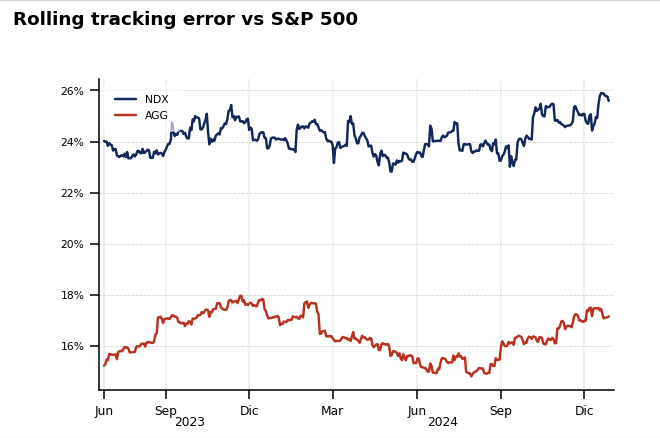 Rolling tracking error vs S&P 500
26%
24%
22%
20%
18%
16%
NDX
AGG
Jun Sep Dic Mar Jun Sep Dic
2023 2024